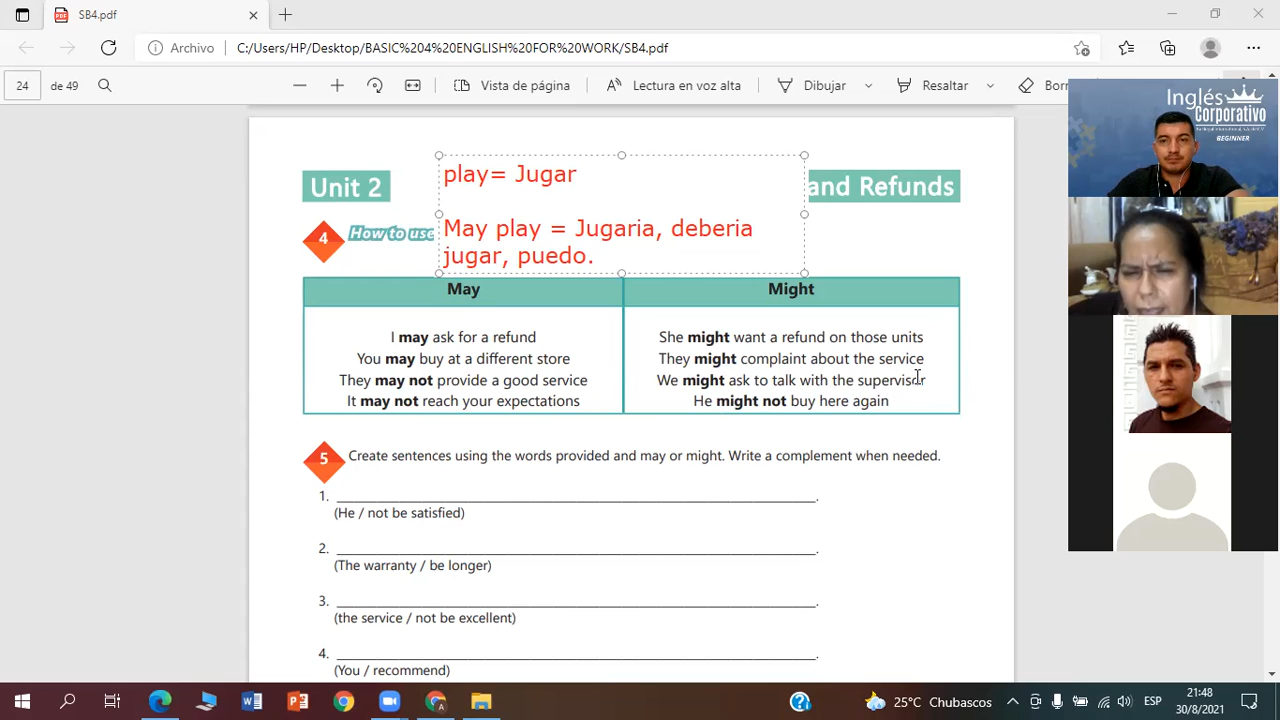 SB4.pdf
Archivo
C:/Users/HP/Desktop/BASIC%204%20ENGLISH%20FOR%20WORK/SB4.pdf
24
de 49
Vista de página
Lectura en voz alta
Dibujar
Resaltar
Bor
Inglés
Corporativo
BEGINNER
Unit 2
and Refunds
play= Jugar
May play = Jugaria, deberia
jugar, puedo.
4
How to use
May
Might
I may ask for a refund
You may buy at a different store
They may not provide a good service
It may not reach your expectations
She might want a refund on those units
They might complaint about the service
We might ask to talk with the supervisor
He might not buy here again
5
Create sentences using the words provided and may or might. Write a complement when needed.
1. ______________________________.
(He / not be satisfied)
2. ______________________________.
(The warranty / be longer)
3. ______________________________.
(the service / not be excellent)
4. ______________________________.
(You / recommend)
25°C Chubascos
ESP
21:48
30/8/2021